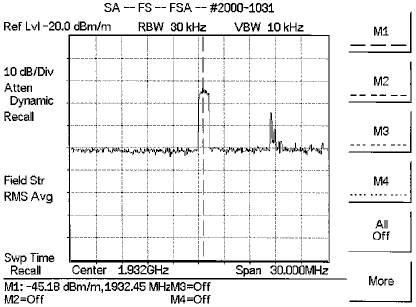 SA -- FS -- FSA -- #2000-1031
Ref Lvl -20.0 dBm/m RBW 30 kHz VBW 10 kHz
10 dB/Div
Atten
Dynamic
Recall
Field Str
RMS Avg
Swp Time
Recall
Center 1.932GHz Span 30.000MHz
M1: -45.18 dBm/m,1932.45 MHzM3=Off
M2=Off M4=Off
M1
M2
M3
M4
All
Off
More